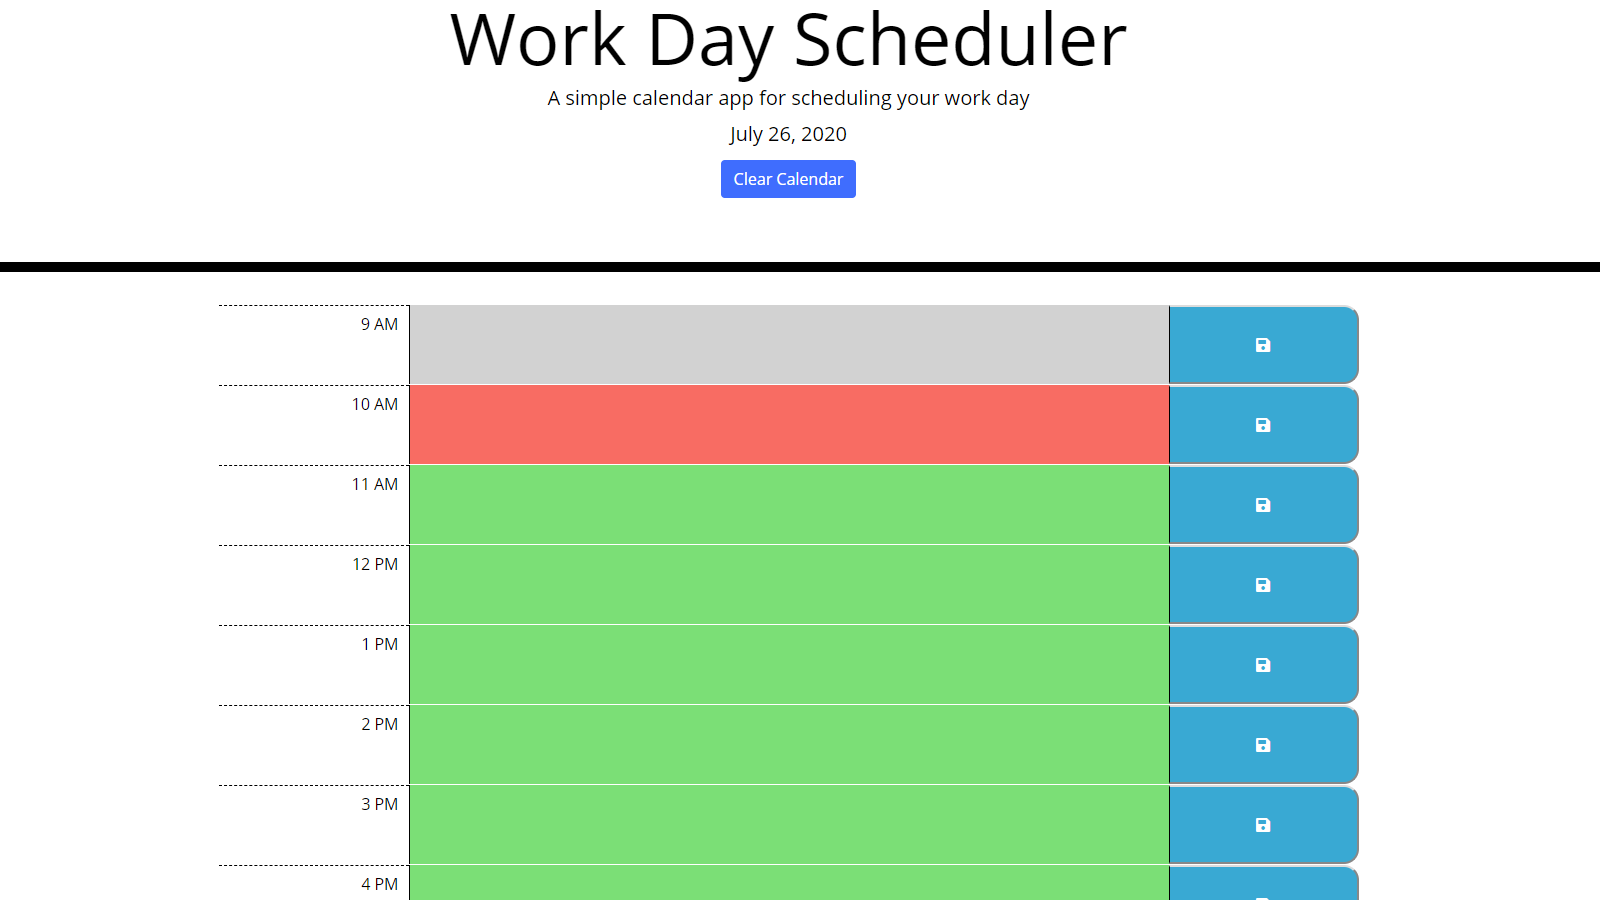 Work Day Scheduler
A simple calendar app for scheduling your work day
July 26, 2020
Clear Calendar
9 AM
10 AM
11 AM
12 PM
1 PM
2 PM
3 PM
4 PM